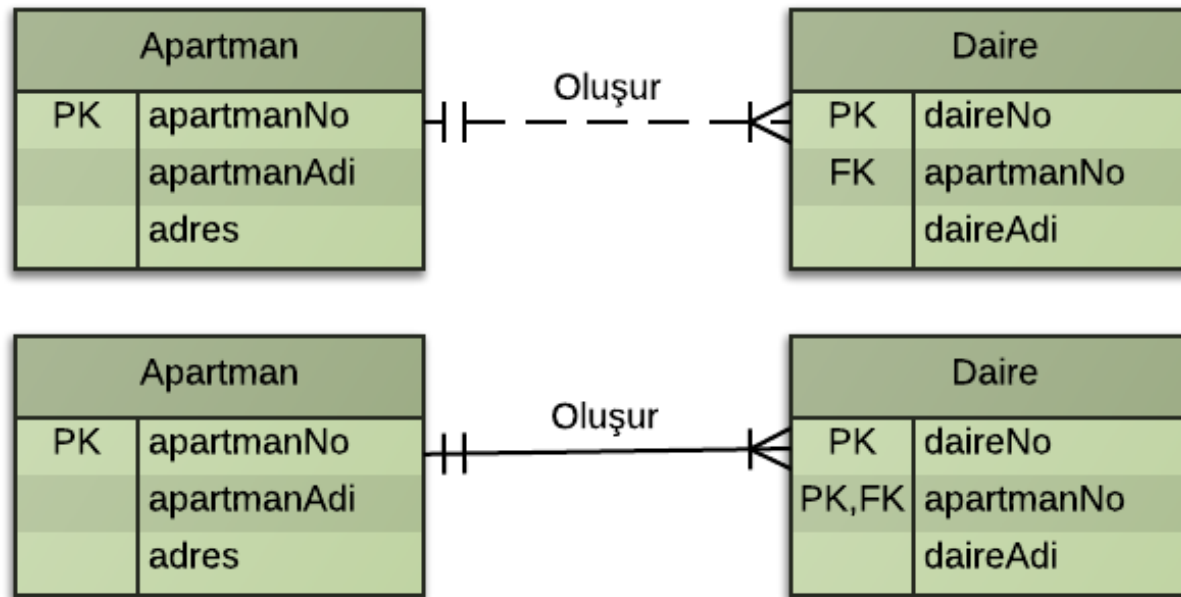 Apartman
PK apartmanNo
apartmanAdi
adres
Oluşur
Daire
PK daireNo
FK apartmanNo
daireAdi
Apartman
PK apartmanNo
apartmanAdi
adres
Oluşur
Daire
PK daireNo
PK,FK apartmanNo
daireAdi